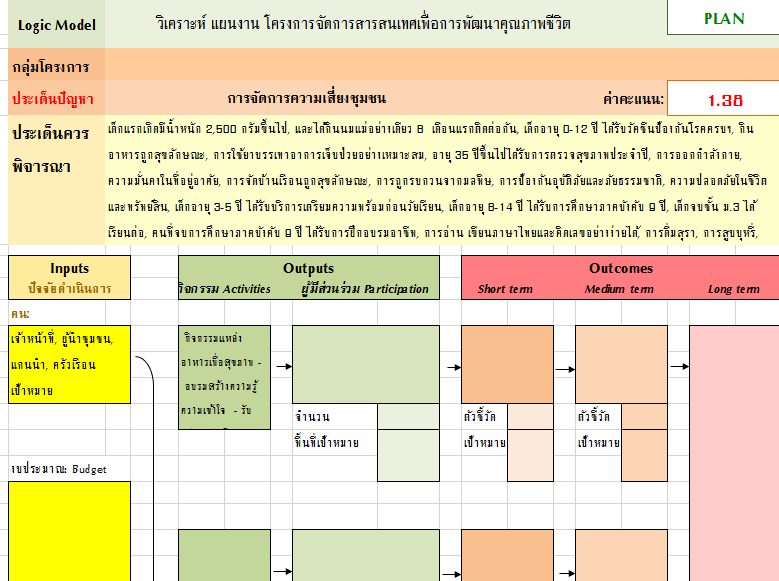 Logic Model
วิเคราะห์ แผนงาน โครงการจัดการสารสนเทศเพื่อการพัฒนาคุณภาพชีวิต
PLAN
กลุ่มโครงการ
ประเด็นปัญหา
การจัดการความเสี่ยงชุมชน
ค่าคะแนน:
1.38
ประเด็นควร
พิจารณา
เด็กแรกเกิดมีน้ำหนัก 2,500 กรัมขึ้นไป, และได้กินนมแม่อย่างเดียว 6 เดือนแรกติดต่อกัน, เด็กอายุ 0-12 ปี ได้รับวัคซีนป้องกันโรคครบฯ, กิน
อาหารถูกสุขลักษณะ, การใช้ยาบรรเทาอาการเจ็บป่วยอย่างเหมาะสม, อายุ 35 ปีขึ้นไปได้รับการตรวจสุขภาพประจำปี, การออกกำลังกาย,
ความมั่นคงในที่อยู่อาศัย, การจัดบ้านเรือนถูกสุขลักษณะ, การถูกรบกวนจากมลพิษ, การป้องกันอุบัติภัยและภัยธรรมชาติ, ความปลอดภัยในชีวิต
และทรัพย์สิน, เด็กอายุ 3-5 ปี ได้รับบริการเตรียมความพร้อมก่อนวัยเรียน, เด็กอายุ 6-14 ปี ได้รับการศึกษาภาคบังคับ 9 ปี, เด็กจบชั้น ม.3 ได้
เรียนต่อ, คนที่จบการศึกษาภาคบังคับ 9 ปี ได้รับการฝึกอบรมอาชีพ, การอ่าน เขียนภาษาไทยและคิดเลขอย่างง่ายได้, การดื่มสุรา, การสูบบุหรี่,
Inputs
ปัจจัยดำเนินการ
Outputs
กิจกรรม Activities
ผู้มีส่วนร่วม Participation
Outcomes
Short term
Medium term
Long term
คน:
เจ้าหน้าที่, ผู้นำชุมชน,
แกนนำ, ครัวเรือน
เป้าหมาย
กิจกรรมแหล่ง
อาหารเพื่อสุขภาพ -
อบรมสร้างความรู้
ความเข้าใจ - รับ
จำนวน
พื้นที่เป้าหมาย
ตัวชี้วัด
เป้าหมาย
ตัวชี้วัด
เป้าหมาย
งบประมาณ: Budget